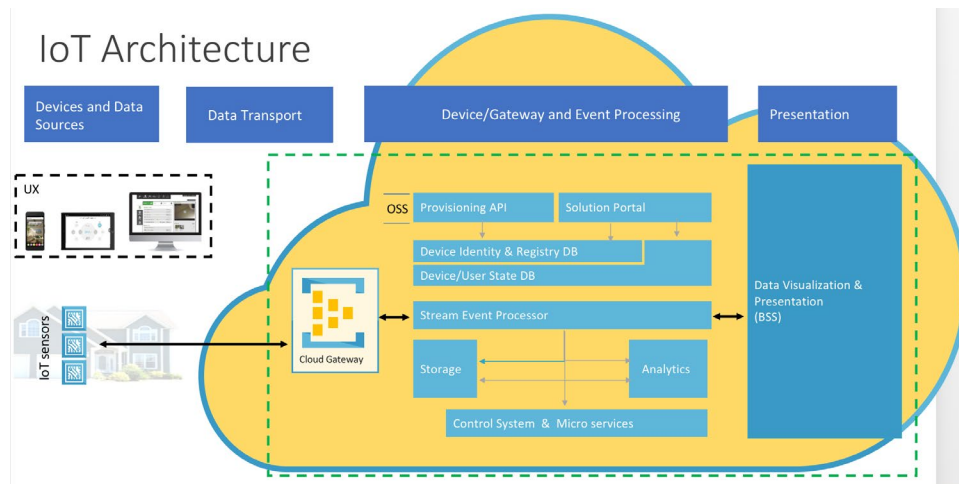 IoT Architecture
Devices and Data
Sources
Data Transport
Device/Gateway and Event Processing
Presentation
UX
OSS
Provisioning API
Solution Portal
Device Identity & Registry DB
Device/User State DB
Data Visualization &
Presentation
(BSS)
Stream Event Processor
Cloud Gateway
IoT sensors
Storage
Analytics
Control System & Micro services